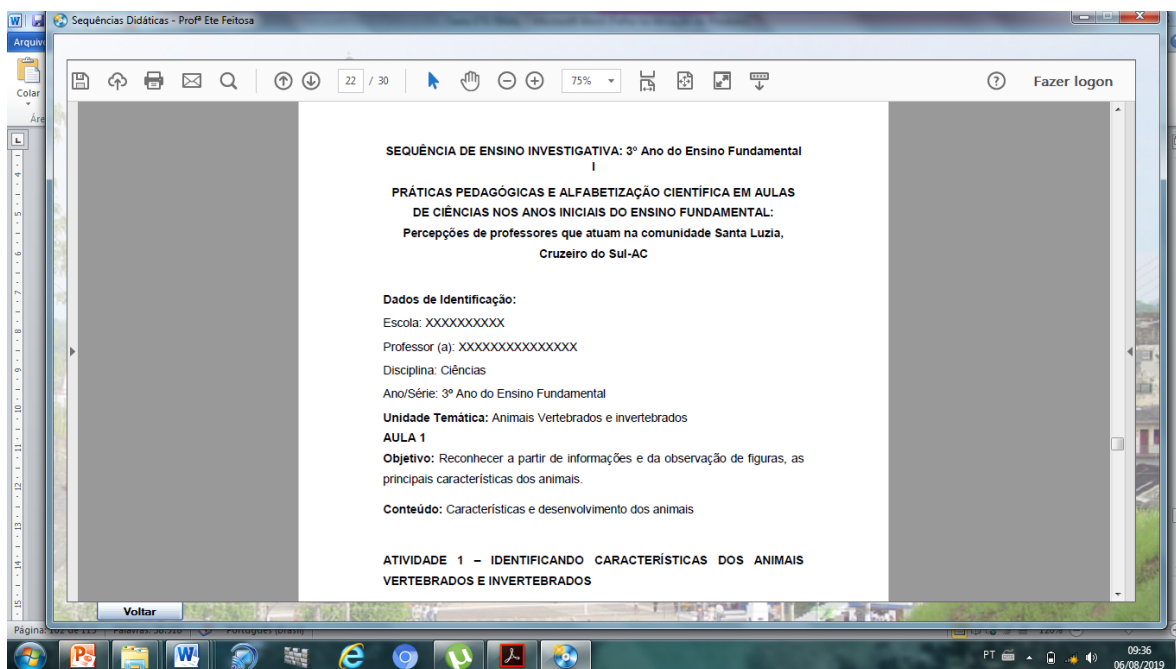 Sequências Didáticas - Profª Ete Feitosa
Arquiv
Colar
Áre
22 / 30
75%
Fazer logon
SEQUÊNCIA DE ENSINO INVESTIGATIVA: 3º Ano do Ensino Fundamental
I
PRÁTICAS PEDAGÓGICAS E ALFABETIZAÇÃO CIENTÍFICA EM AULAS
DE CIÊNCIAS NOS ANOS INICIAIS DO ENSINO FUNDAMENTAL:
Percepções de professores que atuam na comunidade Santa Luzia,
Cruzeiro do Sul-AC
Dados de Identificação:
Escola: XXXXXXXXXX
Professor (a): XXXXXXXXXXXXXXX
Disciplina: Ciências
Ano/Série: 3º Ano do Ensino Fundamental
Unidade Temática: Animais Vertebrados e invertebrados
AULA 1
Objetivo: Reconhecer a partir de informações e da observação de figuras, as
principais características dos animais.
Conteúdo: Características e desenvolvimento dos animais
ATIVIDADE 1 – IDENTIFICANDO CARACTERÍSTICAS DOS ANIMAIS
VERTEBRADOS E INVERTEBRADOS
Voltar
PT
09:36
06/08/2019